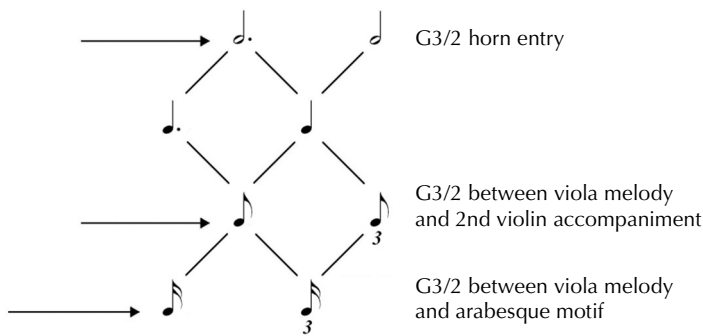 G3/2 horn entry
G3/2 between viola melody
and 2nd violin accompaniment
3
G3/2 between viola melody
and arabesque motif
3